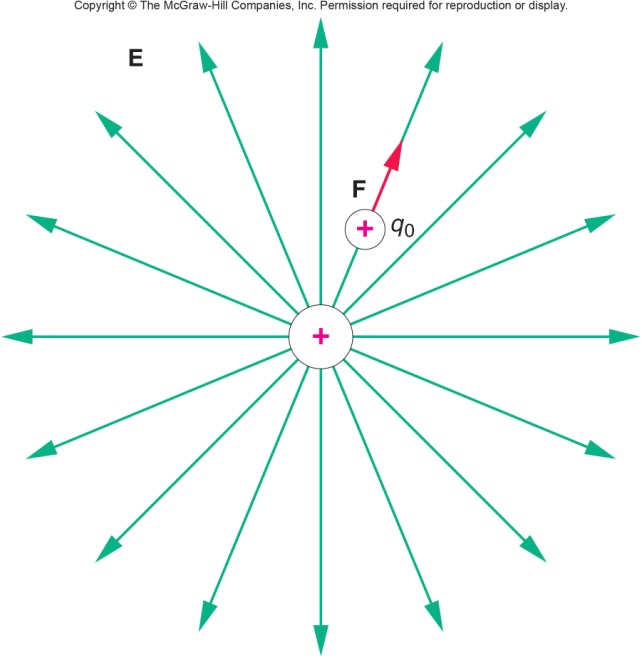 Copyright © The McGraw-Hill Companies, Inc. Permission required for reproduction or display.
E
F
+ q0
+